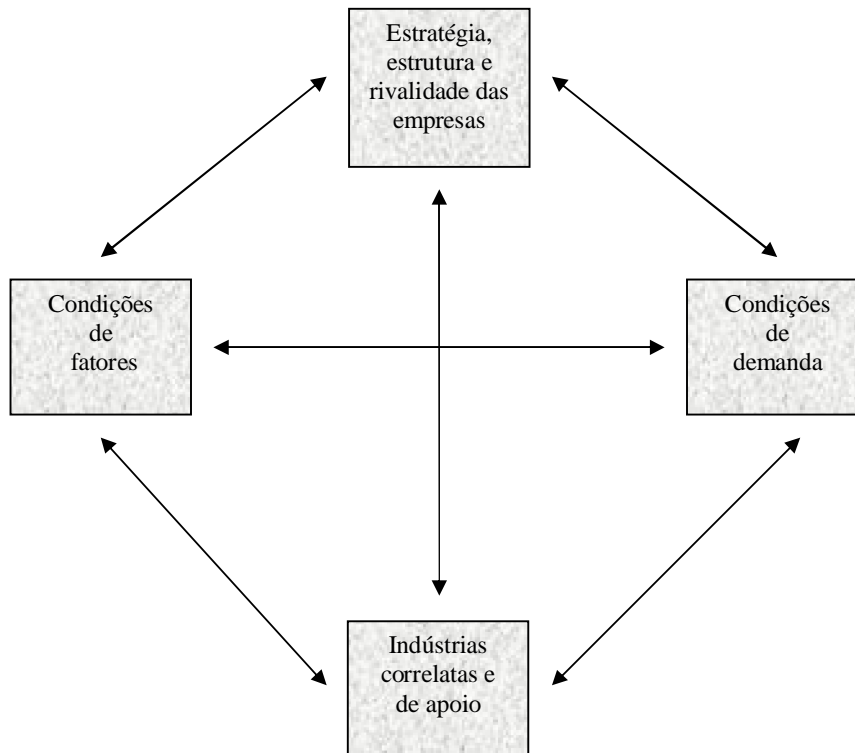 Estratégia,
estrutura e
rivalidade das
empresas
Condições
de
fatores
Condições
de
demanda
Indústrias
correlatas e
de apoio